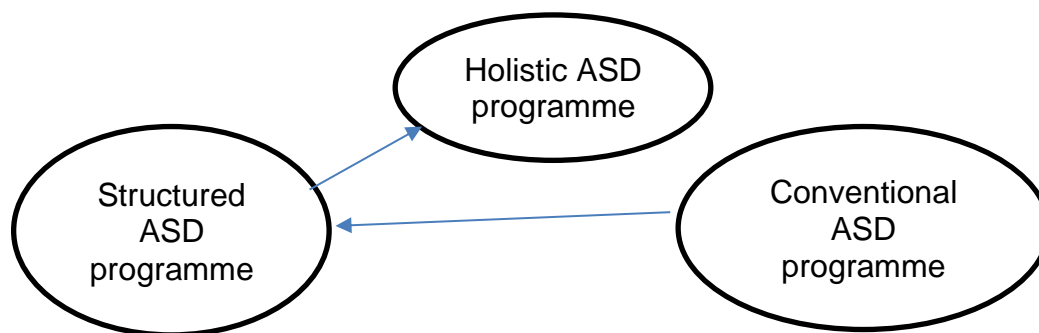 Holistic ASD
programme
Structured
ASD
programme
Conventional
ASD
programme